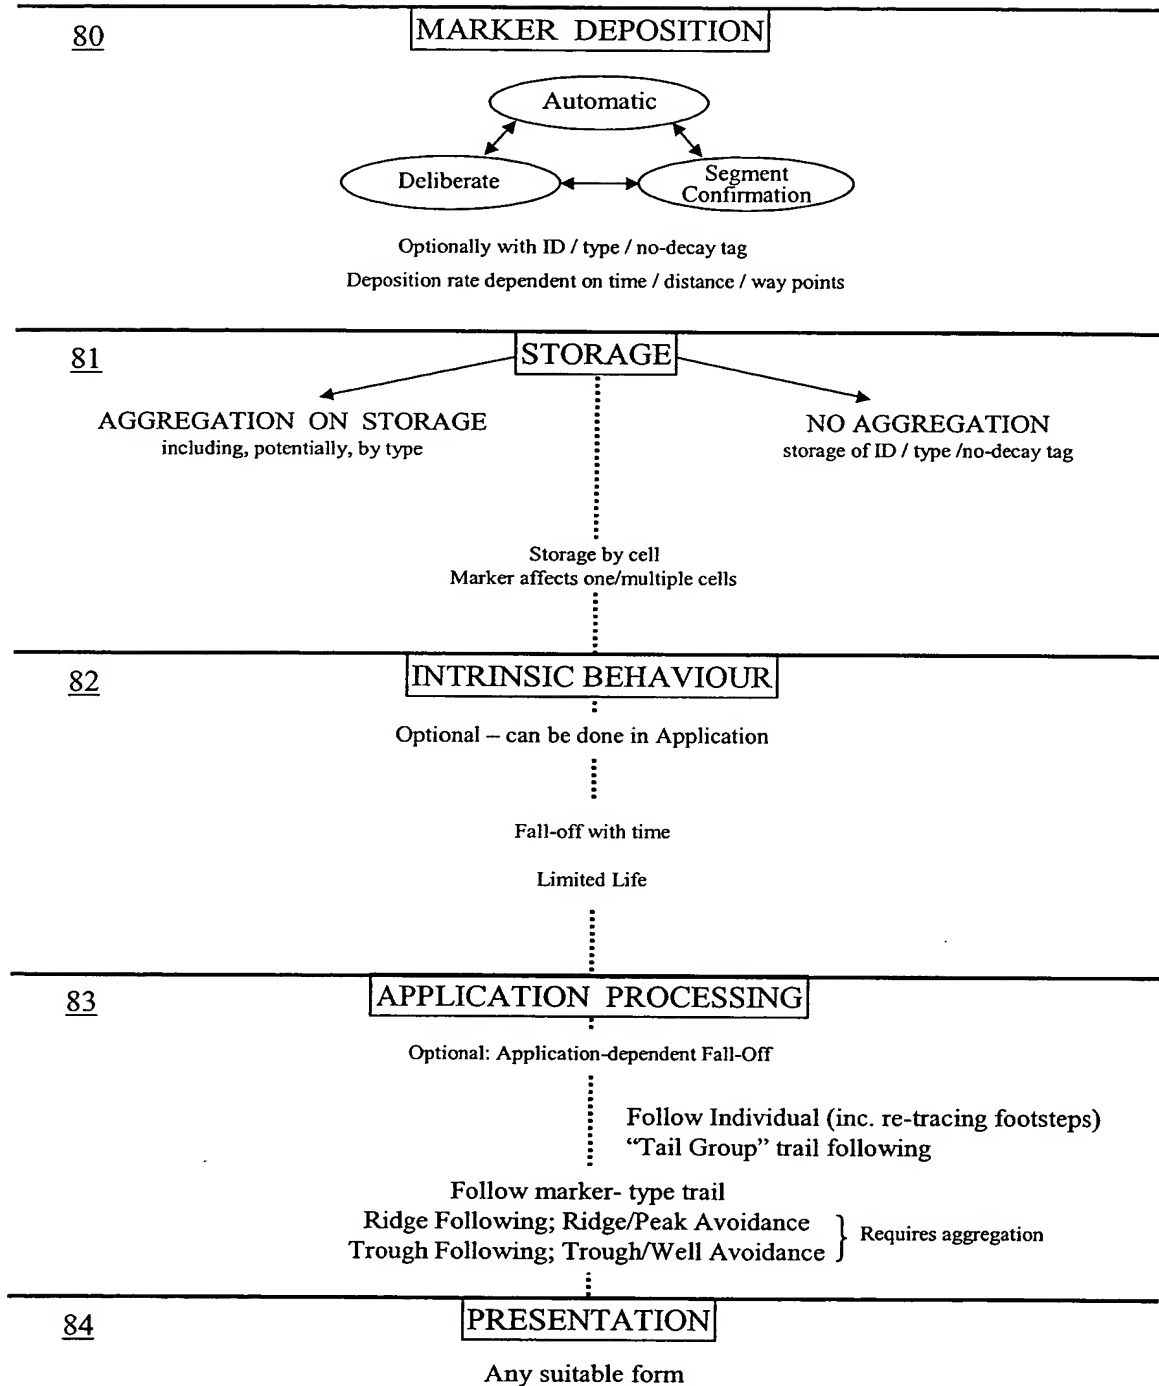 80
MARKER DEPOSITION
Automatic
Deliberate
Segment
Confirmation
Optionally with ID / type / no-decay tag
Deposition rate dependent on time / distance / way points
81
STORAGE
AGGREGATION ON STORAGE
including, potentially, by type
NO AGGREGATION
storage of ID / type /no-decay tag
Storage by cell
Marker affects one/multiple cells
82
INTRINSIC BEHAVIOUR
Optional – can be done in Application
Fall-off with time
Limited Life
83
APPLICATION PROCESSING
Optional: Application-dependent Fall-Off
Follow Individual (inc. re-tracing footsteps)
“Tail Group” trail following
Follow marker- type trail
Ridge Following; Ridge/Peak Avoidance
Trough Following; Trough/Well Avoidance
} Requires aggregation
84
PRESENTATION
Any suitable form